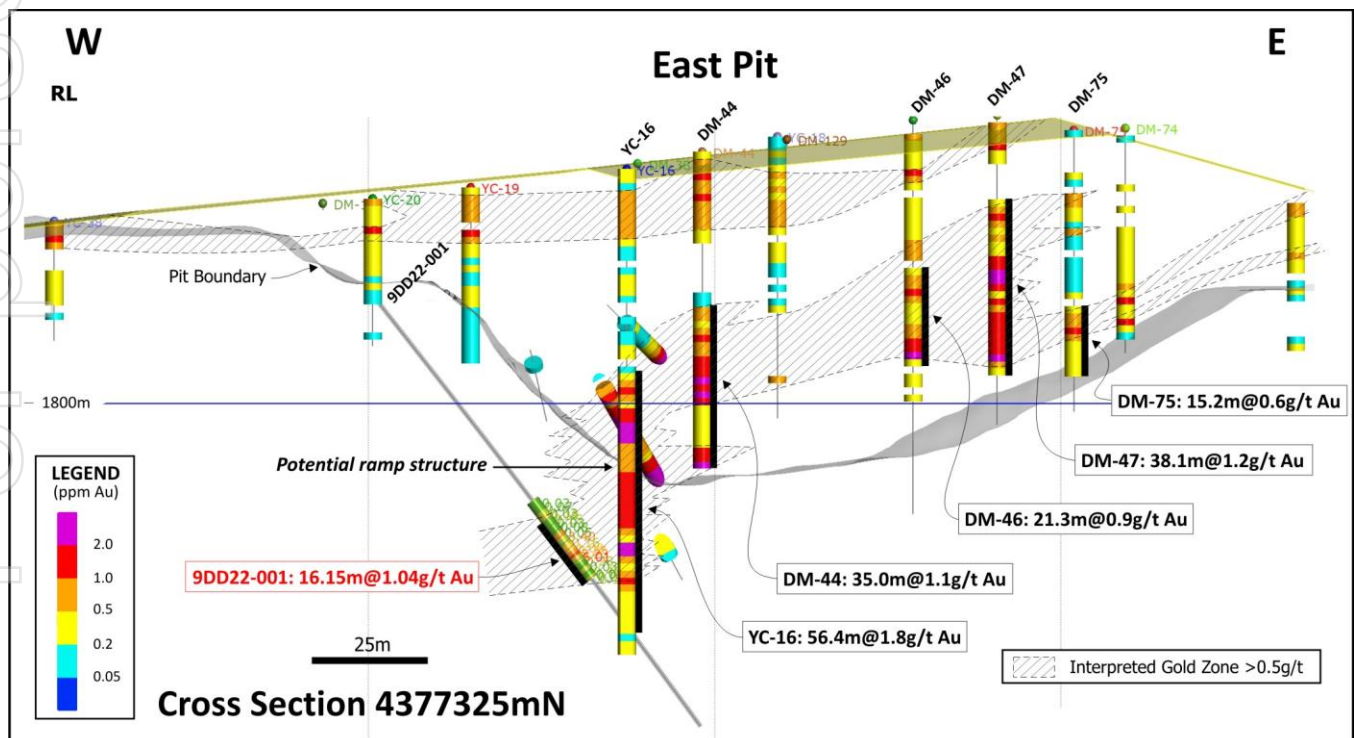 W
East Pit
E
RL
YC-16
DM-44
DM-46
DM-47
DM-75
YC-20
YC-19
YC-16
DM-44
YC-18
DM-129
DM-74
Pit Boundary
9DD22-001
1800m
Potential ramp structure
LEGEND
(ppm Au)
2.0
1.0
0.5
0.2
0.05
9DD22-001: 16.15m@1.04g/t Au
DM-75: 15.2m@0.6g/t Au
DM-47: 38.1m@1.2g/t Au
DM-46: 21.3m@0.9g/t Au
DM-44: 35.0m@1.1g/t Au
YC-16: 56.4m@1.8g/t Au
25m
Interpreted Gold Zone >0.5g/t
Cross Section 4377325mN